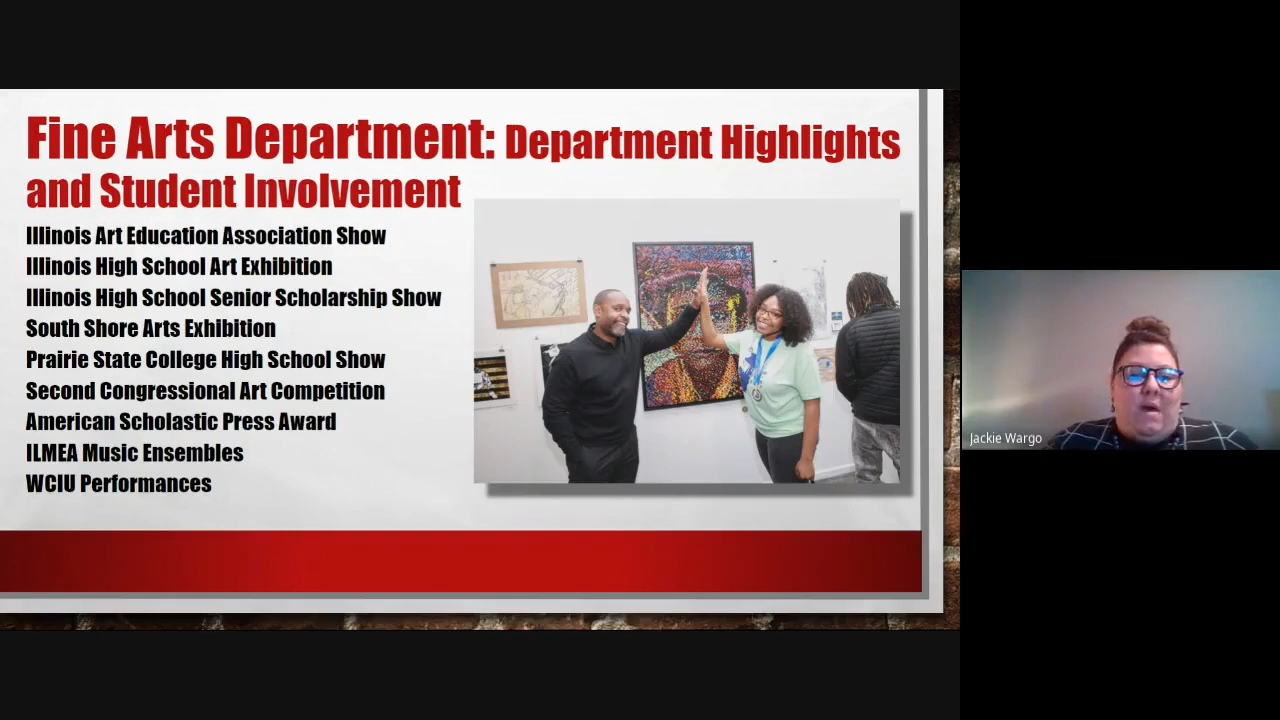 Fine Arts Department: Department Highlights
and Student Involvement
Illinois Art Education Association Show
Illinois High School Art Exhibition
Illinois High School Senior Scholarship Show
South Shore Arts Exhibition
Prairie State College High School Show
Second Congressional Art Competition
American Scholastic Press Award
ILMEA Music Ensembles
WCIU Performances
Jackie Wargo